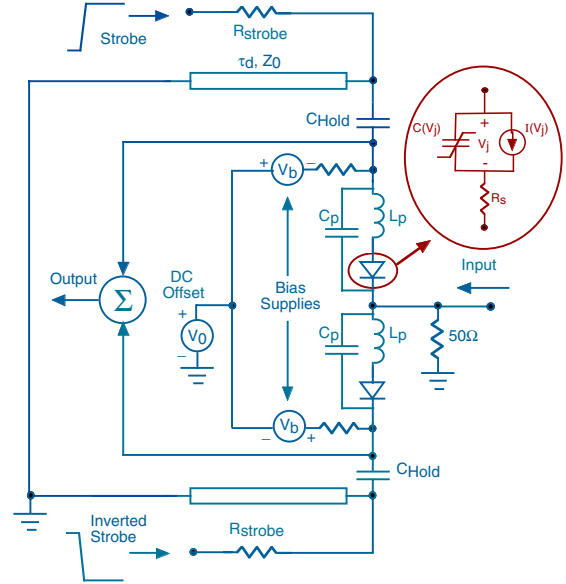 Strobe
Rstrobe
τd, Z0
CHold
C(Vj)
+
Vj
-
I(Vj)
Rs
+
Vb
–
Cp
Lp
Output
Σ
DC
Offset
+
V0
–
Bias
Supplies
Input
50Ω
Cp
Lp
–
Vb
+
CHold
Inverted
Strobe
Rstrobe